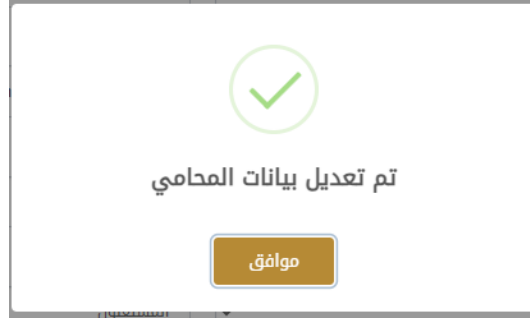 تم تعديل بيانات المحامي
موافق